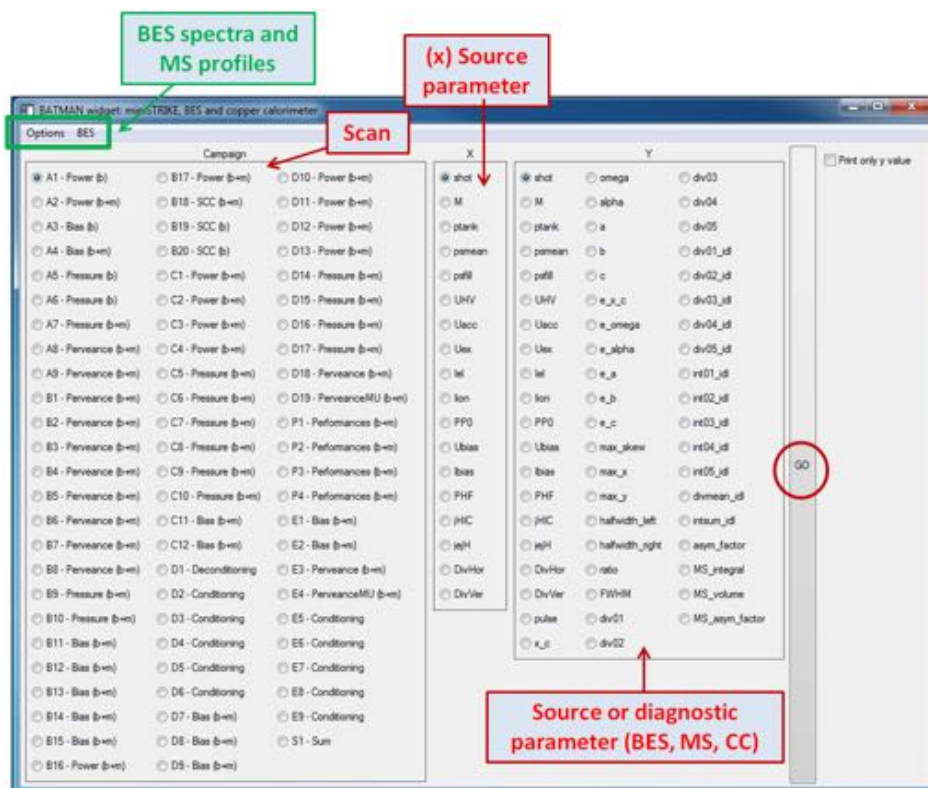 BES spectra and
MS profiles
(x) Source
parameter
BATMAN widget: miniSTRIKE, BES and copper calorimeter
Options BES
Scan
Campaign
X
Y
Print only y value
A1 - Power (b) B17 - Power (b+m) D10 - Power (b+m) shot shot omega div03
A2 - Power (b+m) B18 - SCC (b+m) D11 - Power (b+m) M M alpha div04
A3 - Bias (b) B19 - SCC (b) D12 - Power (b+m) ptank ptank a div05
A4 - Bias (b+m) B20 - SCC (b) D13 - Power (b+m) psmean psmean b div01_idl
A5 - Pressure (b) C1 - Power (b+m) D14 - Pressure (b+m) psfill psfill c div02_idl
A6 - Pressure (b) C2 - Power (b+m) D15 - Pressure (b+m) UHV UHV e_x_c div03_idl
A7 - Pressure (b+m) C3 - Power (b+m) D16 - Pressure (b+m) Uacc Uacc e_omega div04_idl
A8 - Perveance (b+m) C4 - Power (b+m) D17 - Pressure (b+m) Uex Uex e_alpha div05_idl
A9 - Perveance (b+m) C5 - Pressure (b+m) D18 - Perveance (b+m) Iel Iel e_a int01_idl
B1 - Perveance (b+m) C6 - Pressure (b+m) D19 - PerveanceMU (b+m) Iion Iion e_b int02_idl
B2 - Perveance (b+m) C7 - Pressure (b+m) P1 - Performances (b+m) PP0 PP0 e_c int03_idl
B3 - Perveance (b+m) C8 - Pressure (b+m) P2 - Performances (b+m) Ubias Ubias max_skew int04_idl
B4 - Perveance (b+m) C9 - Pressure (b+m) P3 - Performances (b+m) Ibias Ibias max_x int05_idl
GO
B5 - Perveance (b+m) C10 - Pressure (b+m) P4 - Performances (b+m) PHF PHF max_y divmean_idl
B6 - Perveance (b+m) C11 - Bias (b+m) E1 - Bias (b+m) jHIC jHIC halfwidth_left intsum_idl
B7 - Perveance (b+m) C12 - Bias (b+m) E2 - Bias (b+m) jejH jejH halfwidth_right asym_factor
B8 - Perveance (b+m) D1 - Deconditioning E3 - Perveance (b+m) DivHor DivHor ratio MS_integral
B9 - Pressure (b+m) D2 - Conditioning E4 - PerveanceMU (b+m) DivVer DivVer FWHM MS_volume
B10 - Pressure (b+m) D3 - Conditioning E5 - Conditioning pulse div01 MS_asym_factor
B11 - Bias (b+m) D4 - Conditioning E6 - Conditioning x_c div02
B12 - Bias (b+m) D5 - Conditioning E7 - Conditioning
B13 - Bias (b+m) D6 - Conditioning E8 - Conditioning
B14 - Bias (b+m) D7 - Bias (b+m) E9 - Conditioning
B15 - Bias (b+m) D8 - Bias (b+m) S1 - Sum
B16 - Power (b+m) D9 - Bias (b+m)
Source or diagnostic
parameter (BES, MS, CC)